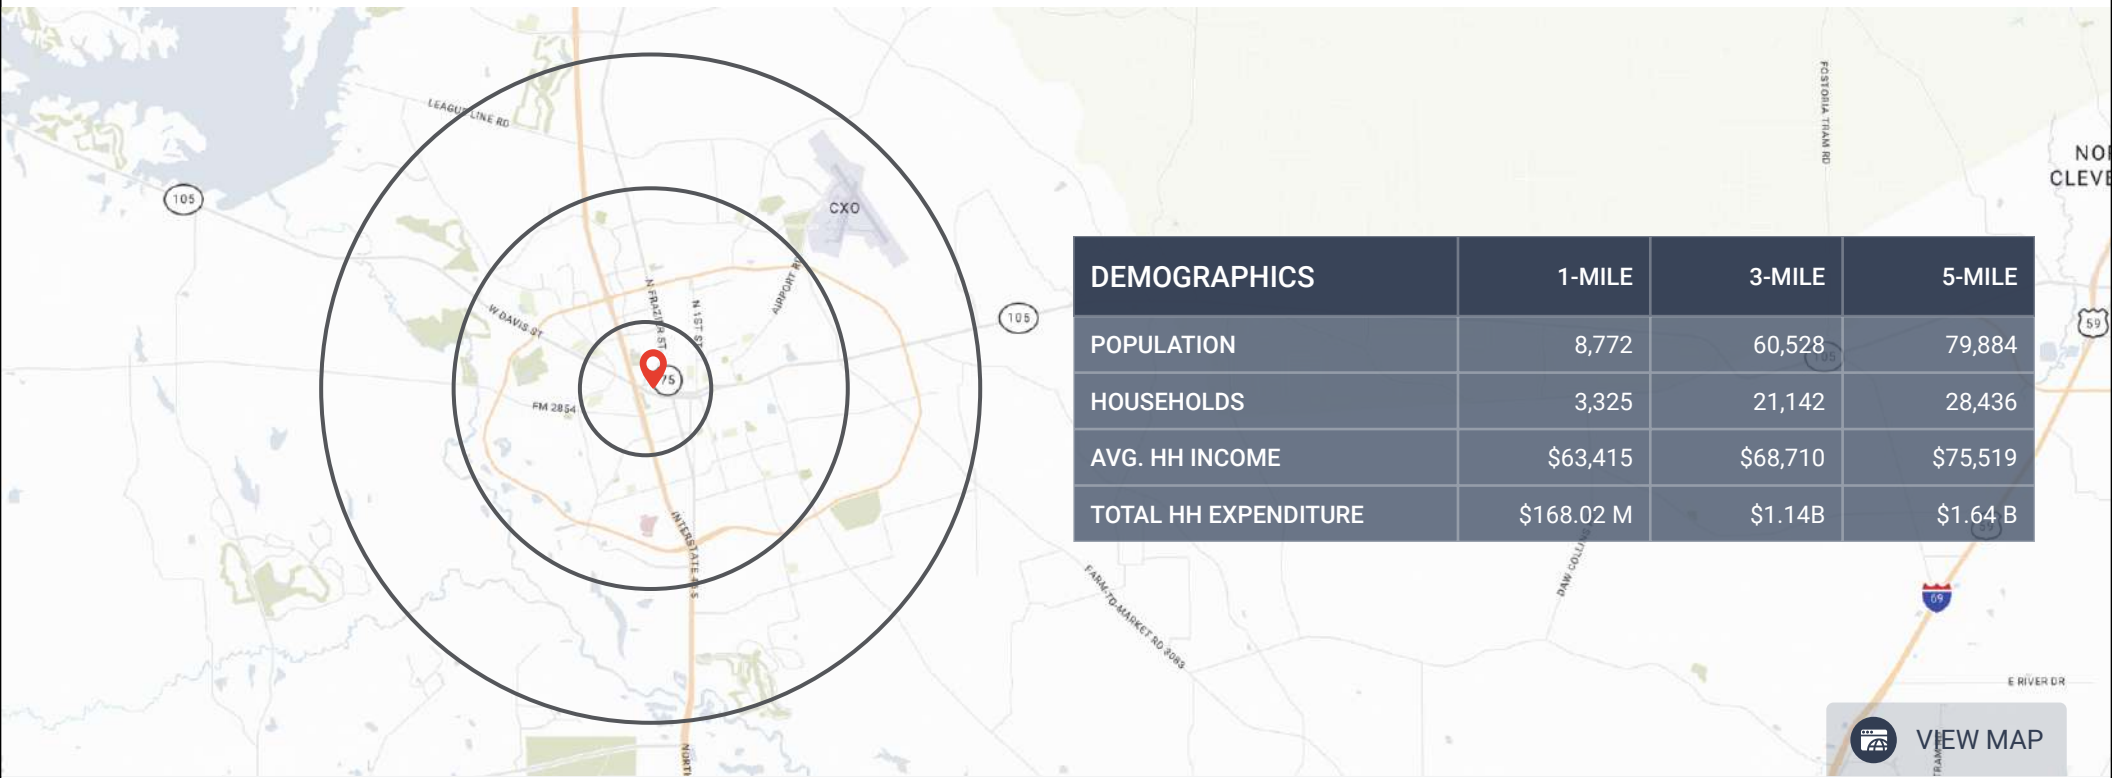 LEAGUE LINE RD
FOSTORIA TRAM RD
CLEVE
105
CXO
AIRPORT RD
N FRAZIER ST
N 1ST ST
W DAVIS ST
105
59
75
FM 2854
DEMOGRAPHICS 1-MILE 3-MILE 5-MILE
POPULATION 8,772 60,528 79,884
105
HOUSEHOLDS 3,325 21,142 28,436
AVG. HH INCOME $63,415 $68,710 $75,519
TOTAL HH EXPENDITURE $168.02 M $1.14B $1.64 B
INTERSTATE 45 S
FARM-TO-MARKET RD 3083
DAW COLLINS
69
E RIVER DR
VIEW MAP